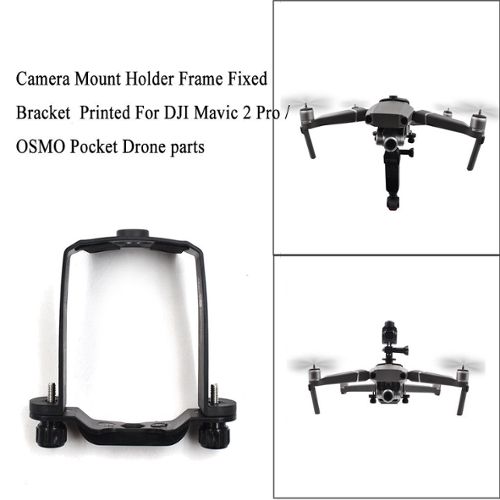 Camera Mount Holder Frame Fixed
Bracket Printed For DJI Mavic 2 Pro /
OSMO Pocket Drone parts